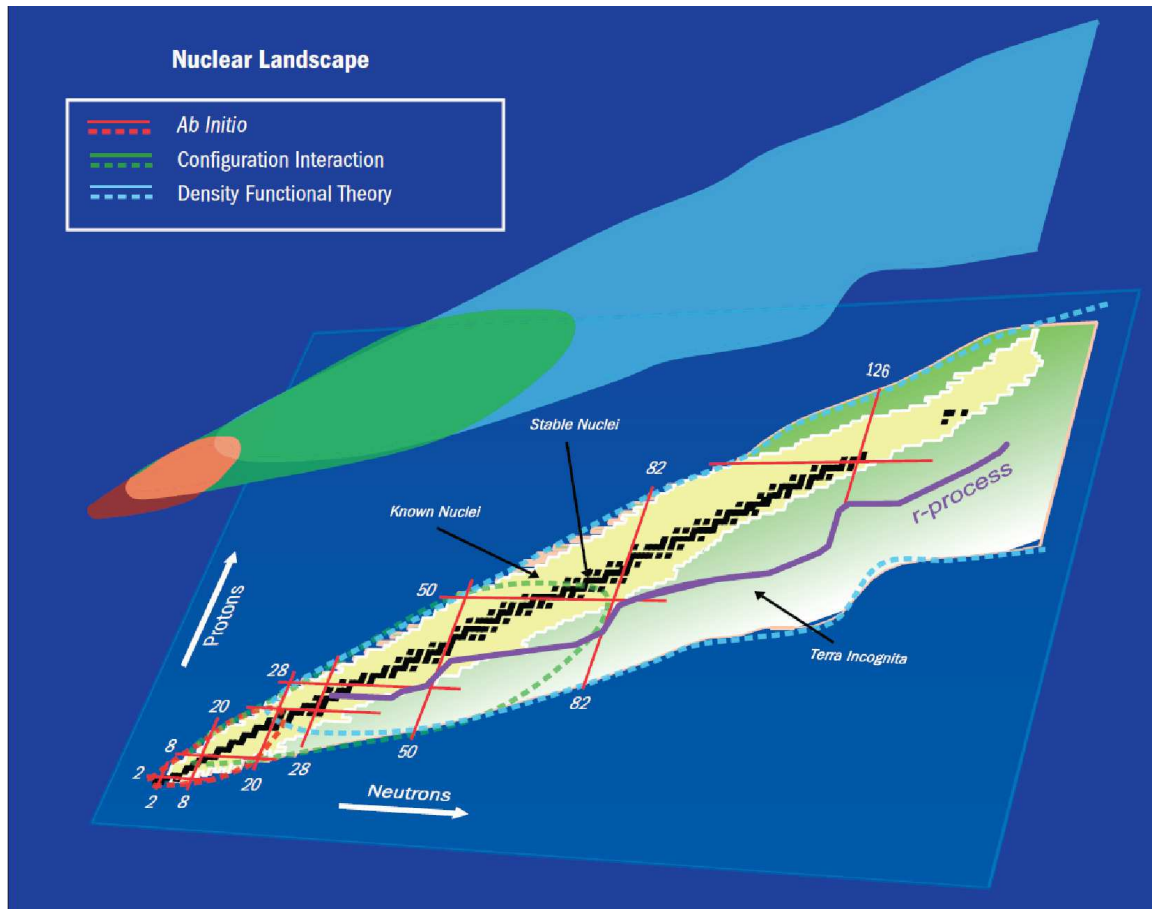 Nuclear Landscape
Ab Initio
Configuration Interaction
Density Functional Theory
126
Stable Nuclei
82
Known Nuclei
r-process
50
Protons
Terra Incognita
28
82
20
50
8
28
2
20
2
8
Neutrons